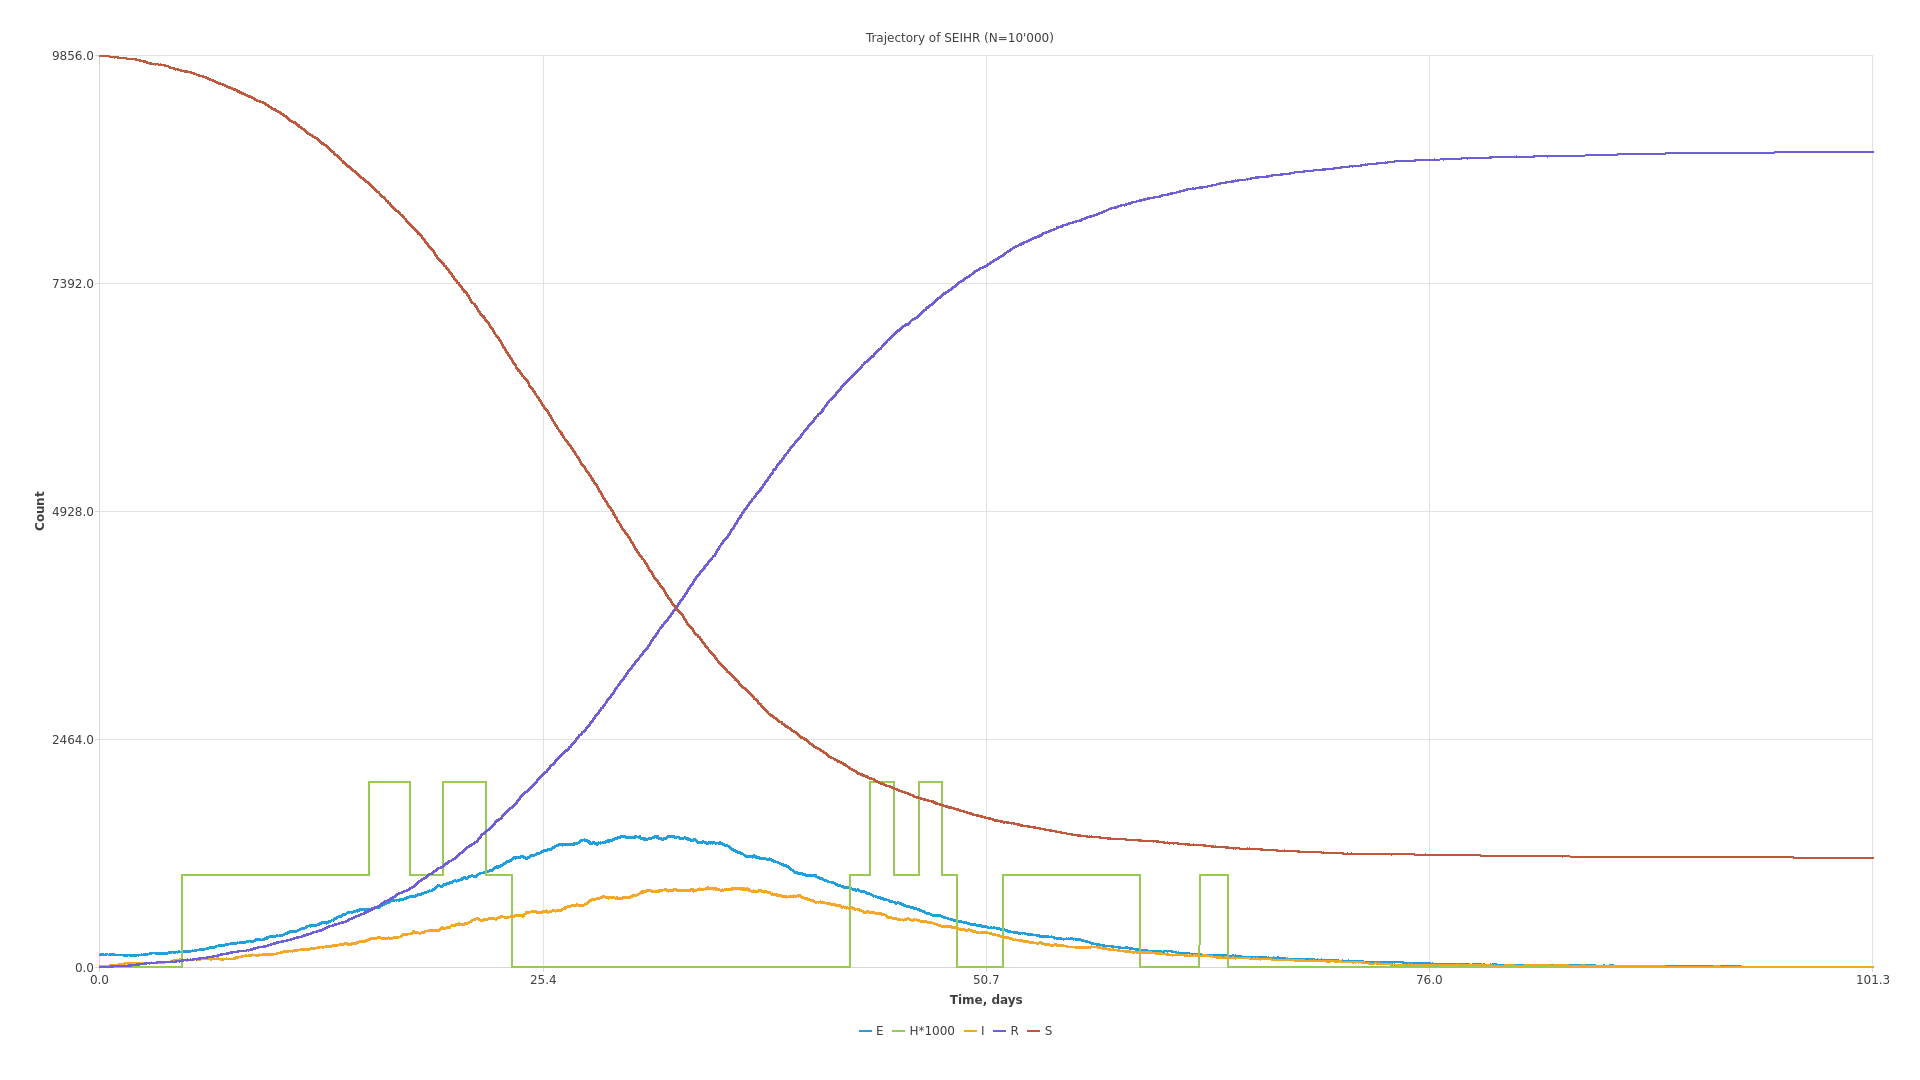 Trajectory of SEIHR (N=10'000)
9856.0
7392.0
4928.0
2464.0
0.0
Count
0.0 25.4 50.7 76.0 101.3
Time, days
E H*1000 I R S